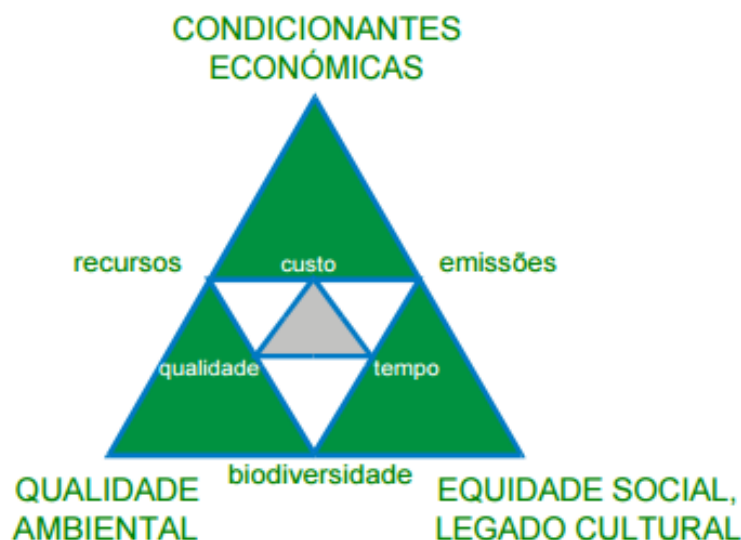 CONDICIONANTES
ECONÓMICAS
recursos
custo
emissões
qualidade
tempo
biodiversidade
QUALIDADE
AMBIENTAL
EQUIDADE SOCIAL,
LEGADO CULTURAL